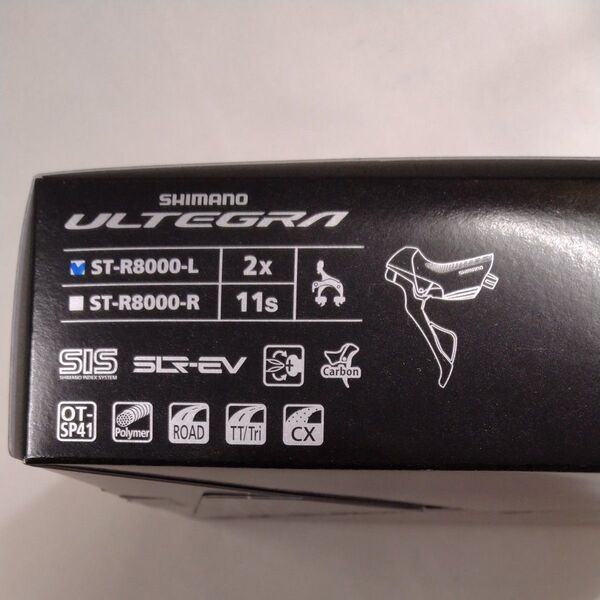 SHIMANO
ULTEGRA
ST-R8000-L 2x
ST-R8000-R 11s
SHIMANO
SIS
SHIMANO INDEX SYSTEM
SLR-EV
Carbon
OT-
SP41
Polymer
ROAD
TT/Tri
CX